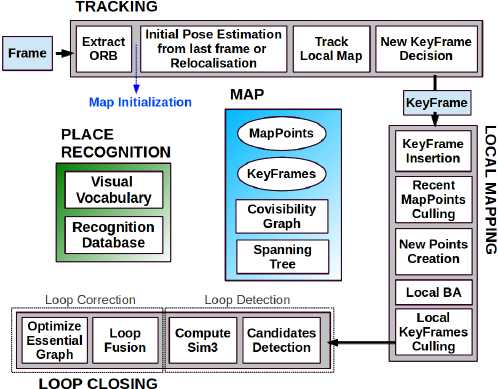 TRACKING
Frame
Extract
ORB
Initial Pose Estimation
from last frame or
Relocalisation
Track
Local Map
New KeyFrame
Decision
Map Initialization
KeyFrame
MAP
MapPoints
KeyFrames
Covisibility
Graph
Spanning
Tree
PLACE
RECOGNITION
Visual
Vocabulary
Recognition
Database
LOCAL MAPPING
KeyFrame
Insertion
Recent
MapPoints
Culling
New Points
Creation
Local BA
Local
KeyFrames
Culling
Loop Correction
Loop Detection
Optimize
Essential
Graph
Loop
Fusion
Compute
Sim3
Candidates
Detection
LOOP CLOSING